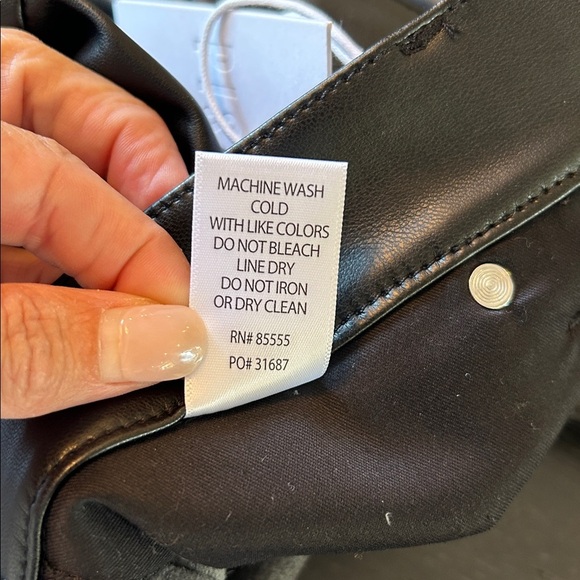 MACHINE WASH
COLD
WITH LIKE COLORS
DO NOT BLEACH
LINE DRY
DO NOT IRON
OR DRY CLEAN
RN# 85555
PO# 31687